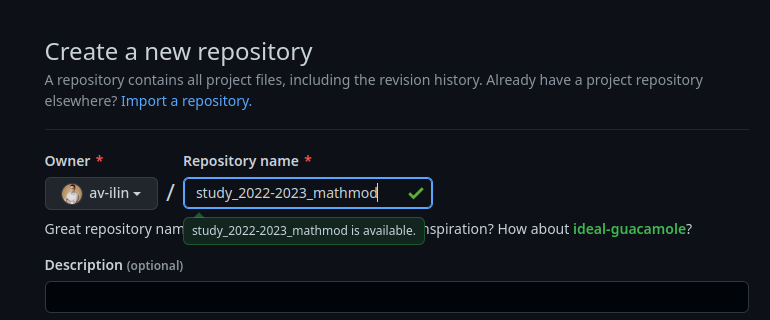 Create a new repository
A repository contains all project files, including the revision history. Already have a project repository
elsewhere? Import a repository.
Owner * Repository name *
av-ilin / study_2022-2023_mathmod
Great repository nam nspiration? How about ideal-guacamole?
study_2022-2023_mathmod is available.
Description (optional)